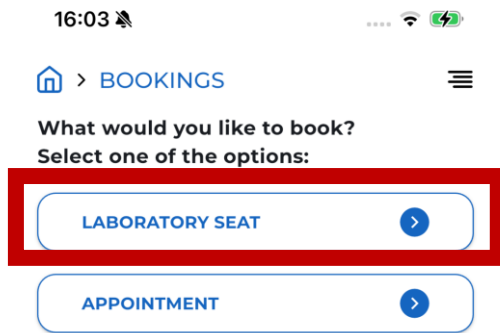 16:03
> BOOKINGS
What would you like to book?
Select one of the options:
LABORATORY SEAT
APPOINTMENT